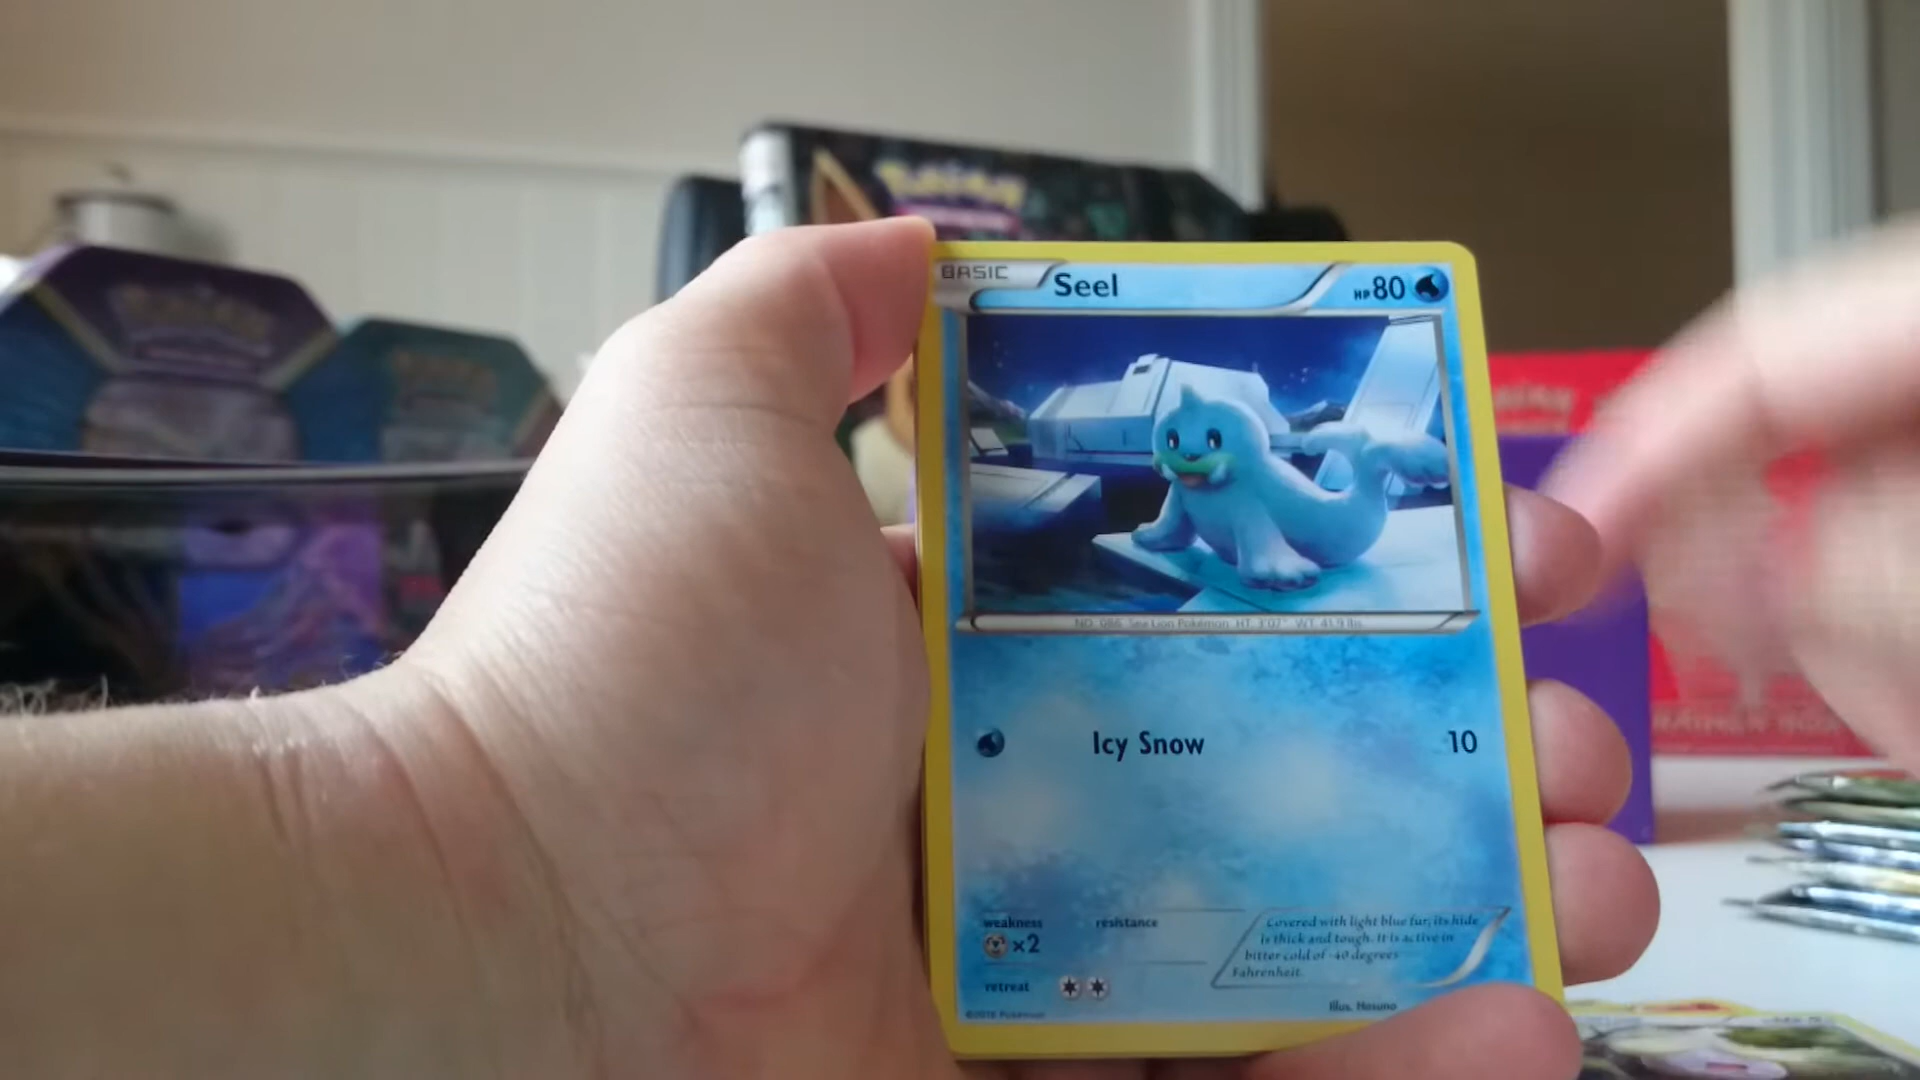 Pokémon
BASIC
Seel
HP 80
NO. 086 Sea Lion Pokémon HT: 3'07" WT: 41.9 lbs.
Icy Snow 10
weakness resistance
×2
retreat
Covered with light blue fur, its hide
is thick and tough. It is active in
bitter cold of -40 degrees
Fahrenheit.
Illus. Hasuno